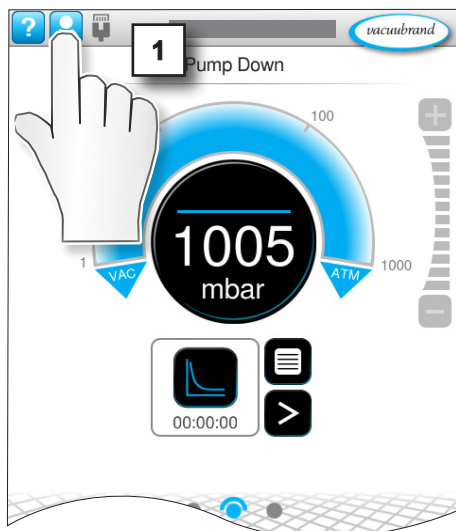 ?
1
vacuubrand
Pump Down
100
1
1000
VAC
ATM
1005
mbar
00:00:00